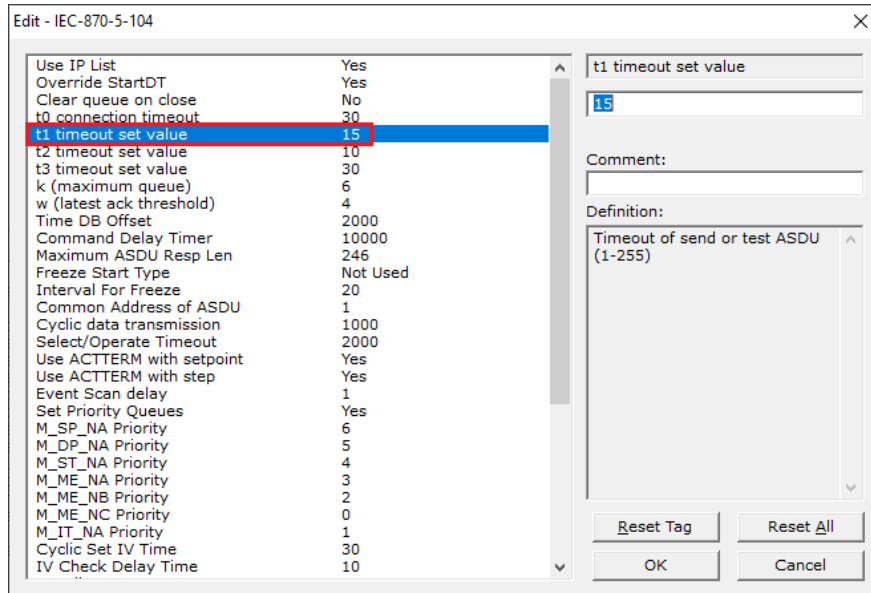 Edit - IEC-870-5-104
Use IP List Yes
Override StartDT Yes
Clear queue on close No
t0 connection timeout 30
t1 timeout set value 15
t2 timeout set value 10
t3 timeout set value 30
k (maximum queue) 6
w (latest ack threshold) 4
Time DB Offset 2000
Command Delay Timer 10000
Maximum ASDU Resp Len 246
Freeze Start Type Not Used
Interval For Freeze 20
Common Address of ASDU 1
Cyclic data transmission 1000
Select/Operate Timeout 2000
Use ACTTERM with setpoint Yes
Use ACTTERM with step Yes
Event Scan delay 1
Set Priority Queues Yes
M_SP_NA Priority 6
M_DP_NA Priority 5
M_ST_NA Priority 4
M_ME_NA Priority 3
M_ME_NB Priority 2
M_ME_NC Priority 0
M_IT_NA Priority 1
Cyclic Set IV Time 30
IV Check Delay Time 10
t1 timeout set value
15
Comment:
Definition:
Timeout of send or test ASDU
(1-255)
Reset Tag Reset All
OK Cancel